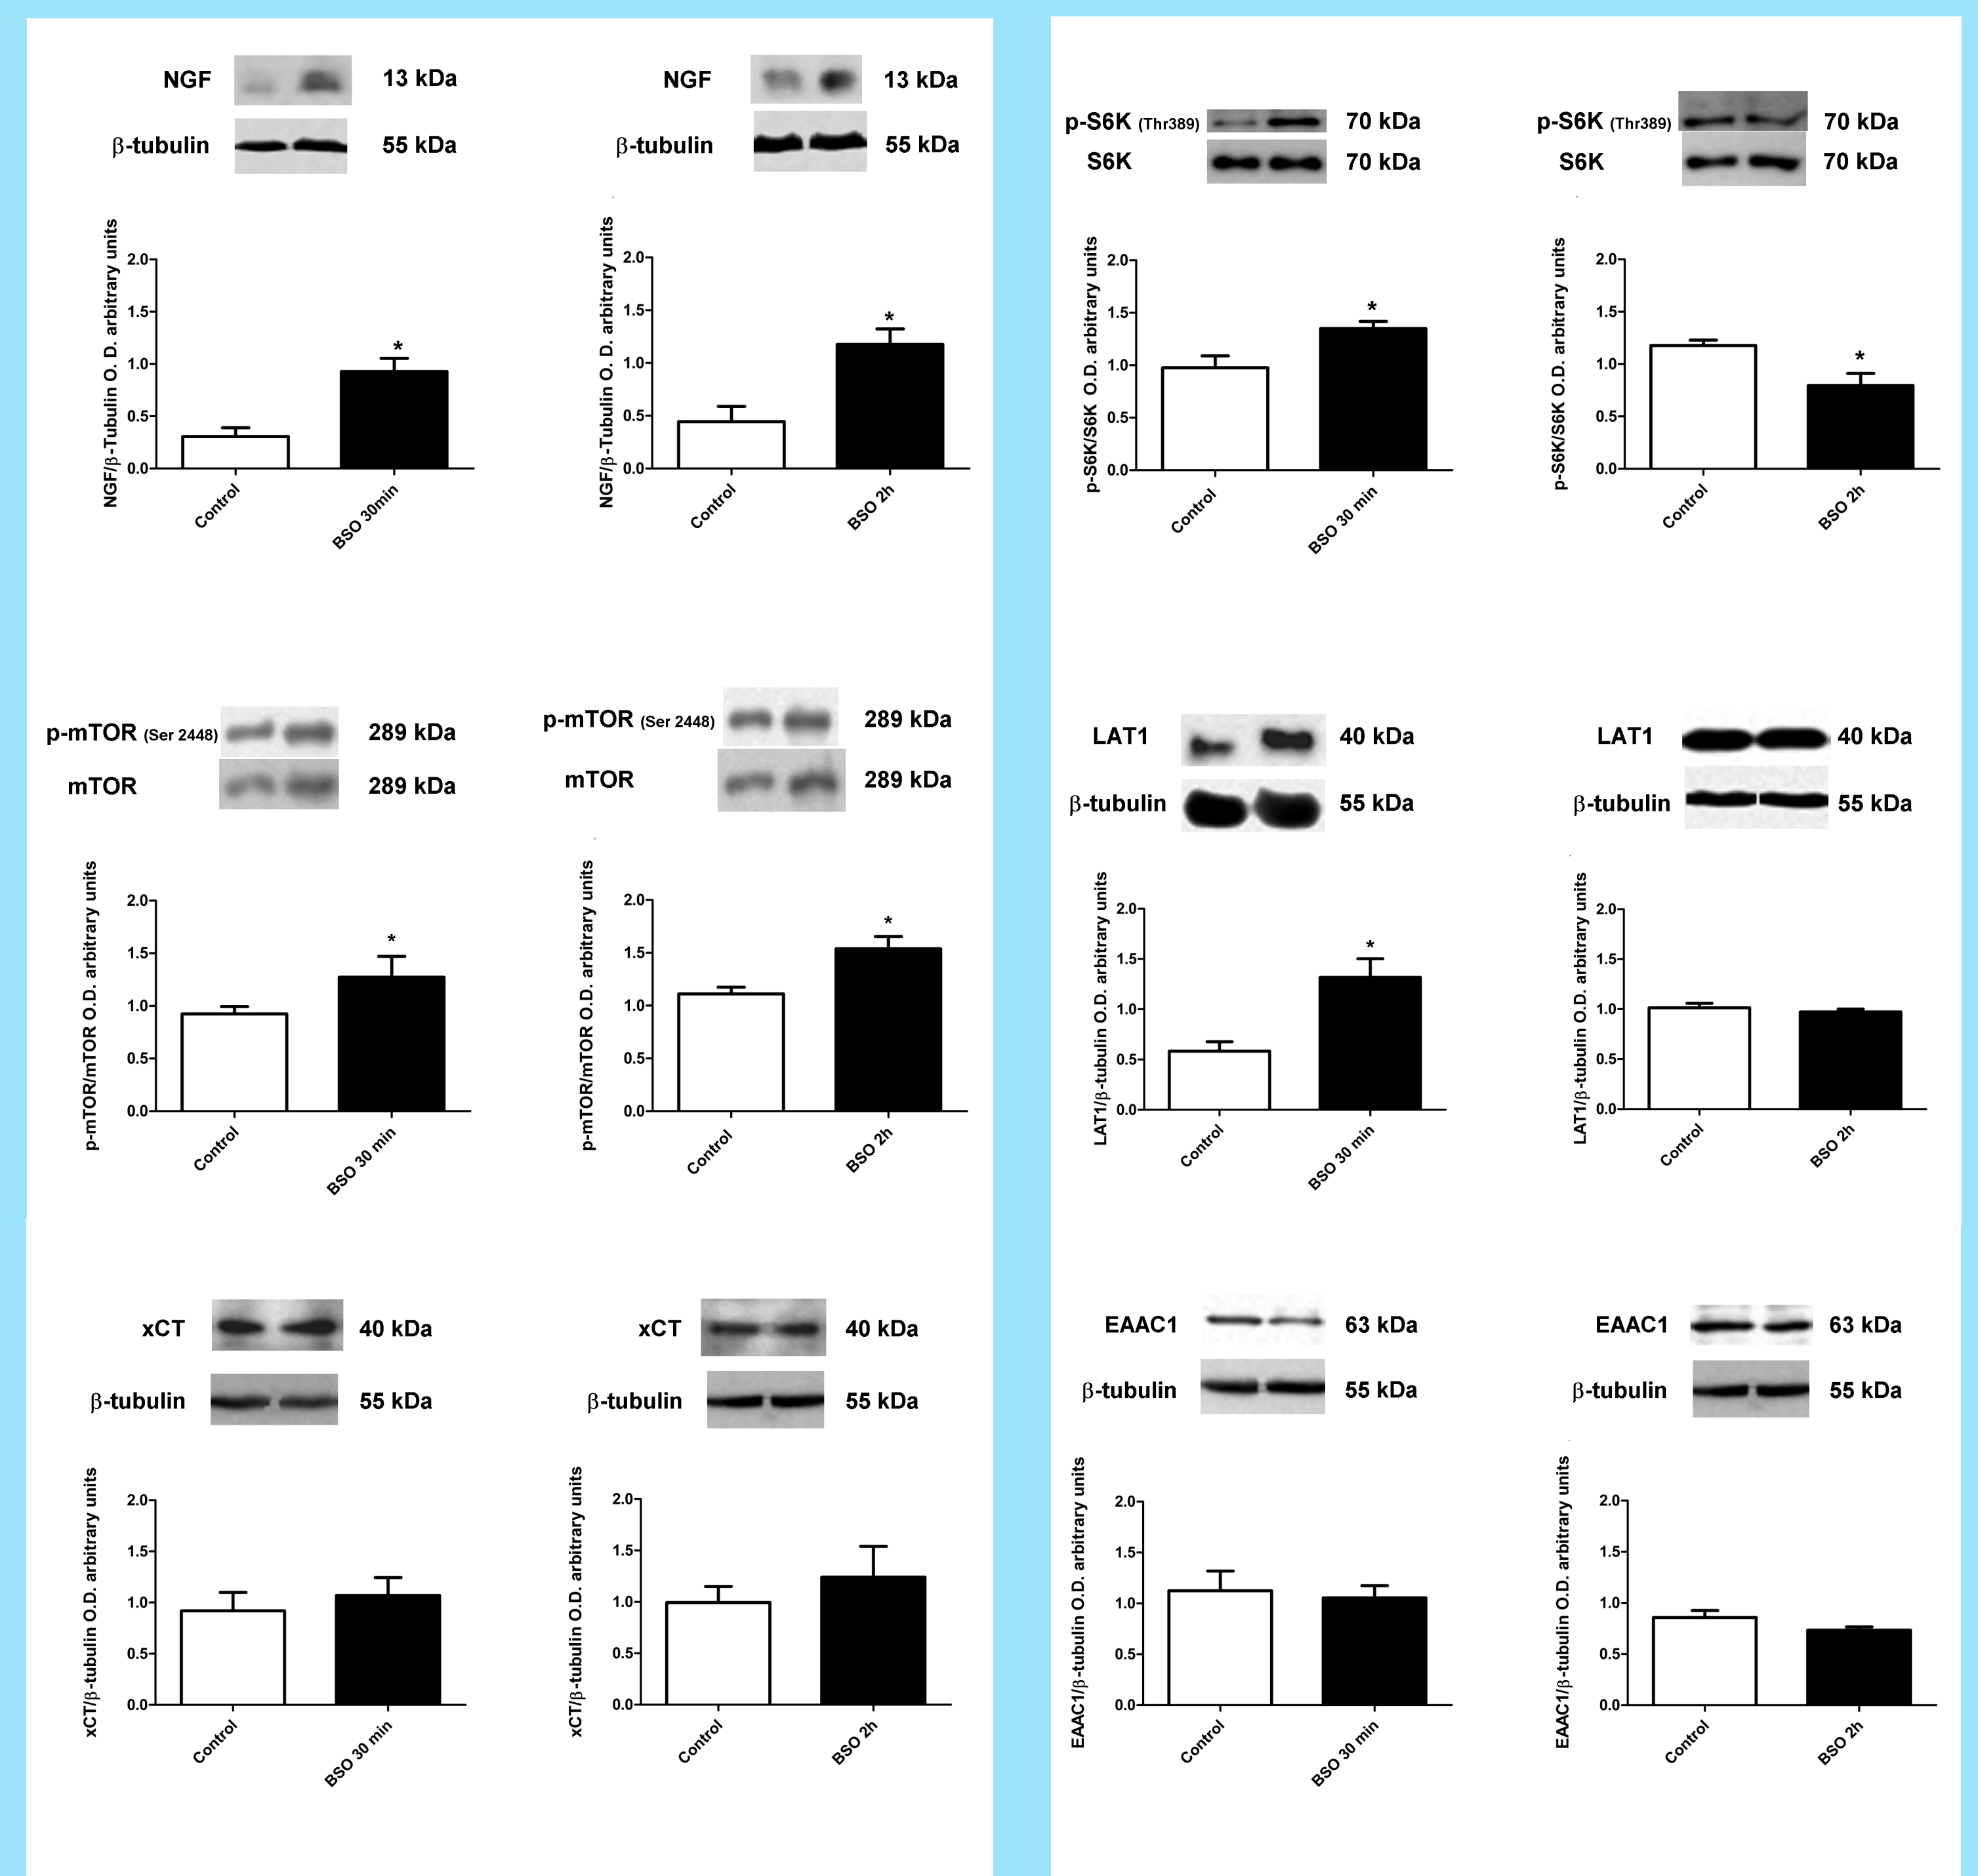 NGF 13 kDa
β-tubulin 55 kDa
NGF/β-Tubulin O. D. arbitrary units
2.0
1.5
1.0
0.5
0.0
*
Control
BSO 30min
NGF 13 kDa
β-tubulin 55 kDa
NGF/β-Tubulin O. D. arbitrary units
2.0
1.5
1.0
0.5
0.0
*
Control
BSO 2h
p-mTOR (Ser 2448) 289 kDa
mTOR 289 kDa
p-mTOR/mTOR O.D. arbitrary units
2.0
1.5
1.0
0.5
0.0
*
Control
BSO 30 min
p-mTOR (Ser 2448) 289 kDa
mTOR 289 kDa
p-mTOR/mTOR O.D. arbitrary units
2.0
1.5
1.0
0.5
0.0
*
Control
BSO 2h
xCT 40 kDa
β-tubulin 55 kDa
xCT/β-tubulin O.D. arbitrary units
2.0
1.5
1.0
0.5
0.0
Control
BSO 30 min
xCT 40 kDa
β-tubulin 55 kDa
xCT/β-tubulin O.D. arbitrary units
2.0
1.5
1.0
0.5
0.0
Control
BSO 2h
p-S6K (Thr389) 70 kDa
S6K 70 kDa
p-S6K/S6K O.D. arbitrary units
2.0
1.5
1.0
0.5
0.0
*
Control
BSO 30 min
p-S6K (Thr389) 70 kDa
S6K 70 kDa
p-S6K/S6K O.D. arbitrary units
2.0
1.5
1.0
0.5
0.0
*
Control
BSO 2h
LAT1 40 kDa
β-tubulin 55 kDa
LAT1/β-tubulin O.D. arbitrary units
2.0
1.5
1.0
0.5
0.0
*
Control
BSO 30 min
LAT1 40 kDa
β-tubulin 55 kDa
LAT1/β-tubulin O.D. arbitrary units
2.0
1.5
1.0
0.5
0.0
Control
BSO 2h
EAAC1 63 kDa
β-tubulin 55 kDa
EAAC1/β-tubulin O.D. arbitrary units
2.0
1.5
1.0
0.5
0.0
Control
BSO 30 min
EAAC1 63 kDa
β-tubulin 55 kDa
EAAC1/β-tubulin O.D. arbitrary units
2.0
1.5
1.0
0.5
0.0
Control
BSO 2h